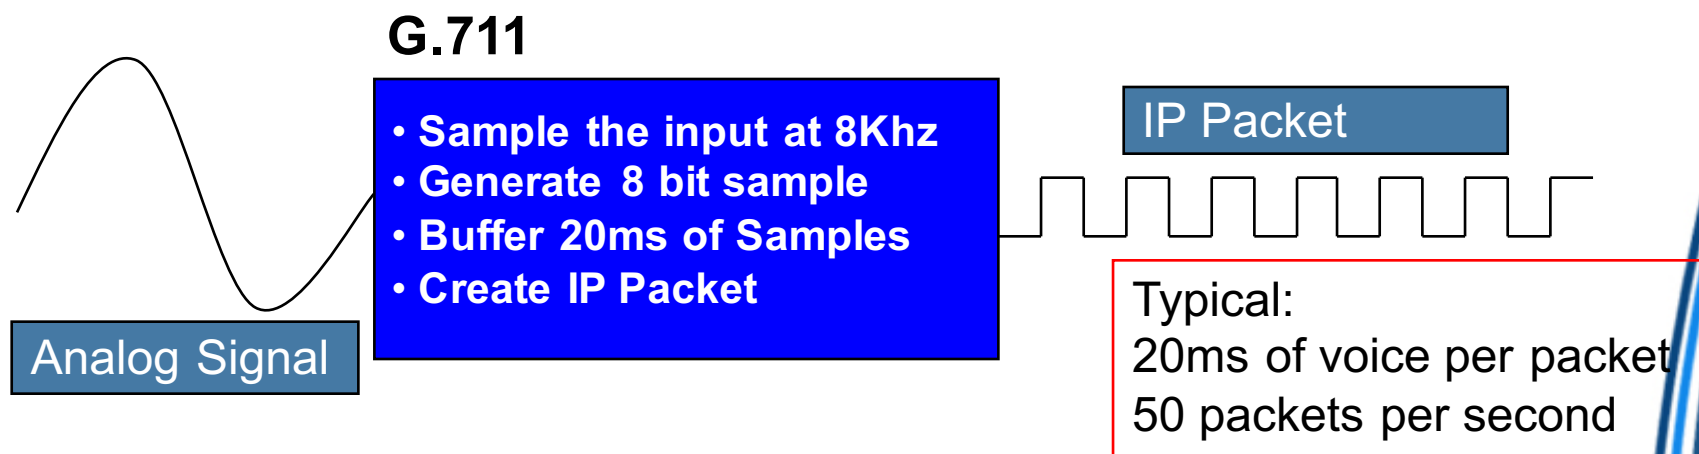 G.711
• Sample the input at 8Khz
• Generate 8 bit sample
• Buffer 20ms of Samples
• Create IP Packet
Analog Signal
IP Packet
Typical:
20ms of voice per packet
50 packets per second